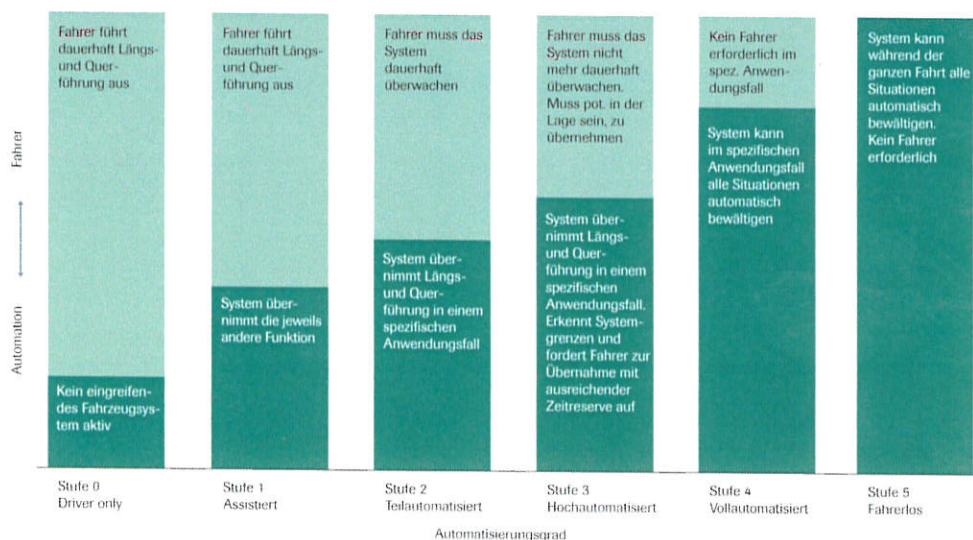 Fahrer führt
dauerhaft Längs-
und Quer-
führung aus
Kein eingreifen-
des Fahrzeugsys-
tem aktiv
Stufe 0
Driver only
Fahrer führt
dauerhaft Längs-
und Quer-
führung aus
System über-
nimmt die jeweils
andere Funktion
Stufe 1
Assistiert
Fahrer muss das
System
dauerhaft
überwachen
System über-
nimmt Längs-
und Quer-
führung in einem
spezifischen
Anwendungsfall
Stufe 2
Teilautomatisiert
Fahrer muss das
System nicht
mehr dauerhaft
überwachen.
Muss pot. in der
Lage sein, zu
übernehmen
System über-
nimmt Längs-
und Quer-
führung in einem
spezifischen
Anwendungsfall.
Erkennt System-
grenzen und
fordert Fahrer zur
Übernahme mit
ausreichender
Zeitreserve auf
Stufe 3
Hochautomatisiert
Kein Fahrer
erforderlich im
spez. Anwen-
dungsfall
System kann
im spezifischen
Anwendungsfall
alle Situationen
automatisch
bewältigen
Stufe 4
Vollautomatisiert
System kann
während der
ganzen Fahrt alle
Situationen
automatisch
bewältigen.
Kein Fahrer
erforderlich
Stufe 5
Fahrerlos
Fahrer
Automation
Automatisierungsgrad